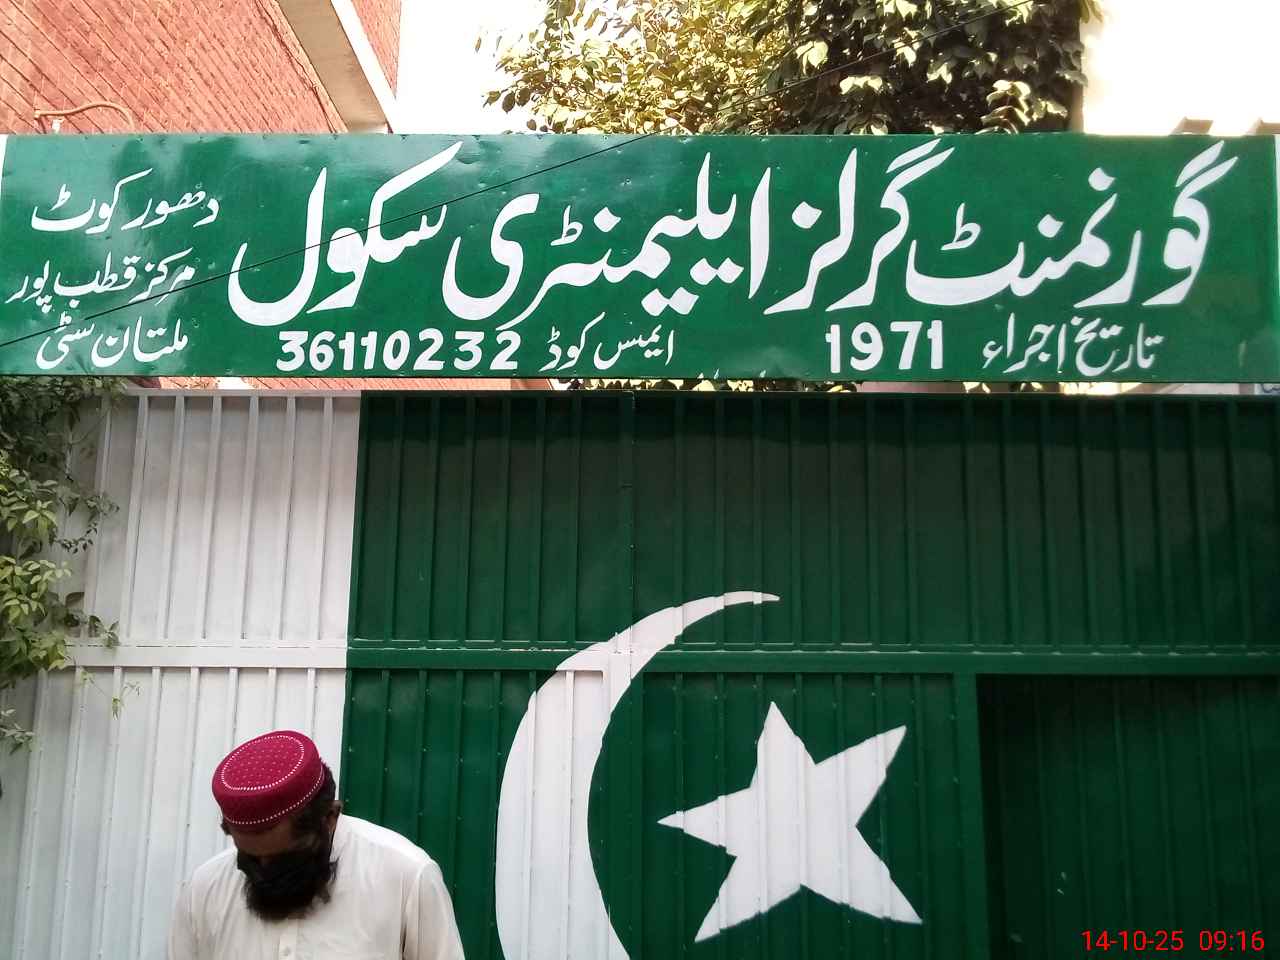 گورنمنٹ گرلز ایلیمنٹری سکول
دھور کوٹ
مرکز قطب پور
ملتان سٹی
تاریخ اجراء 1971
ایمس کوڈ 36110232
14-10-25 09:16